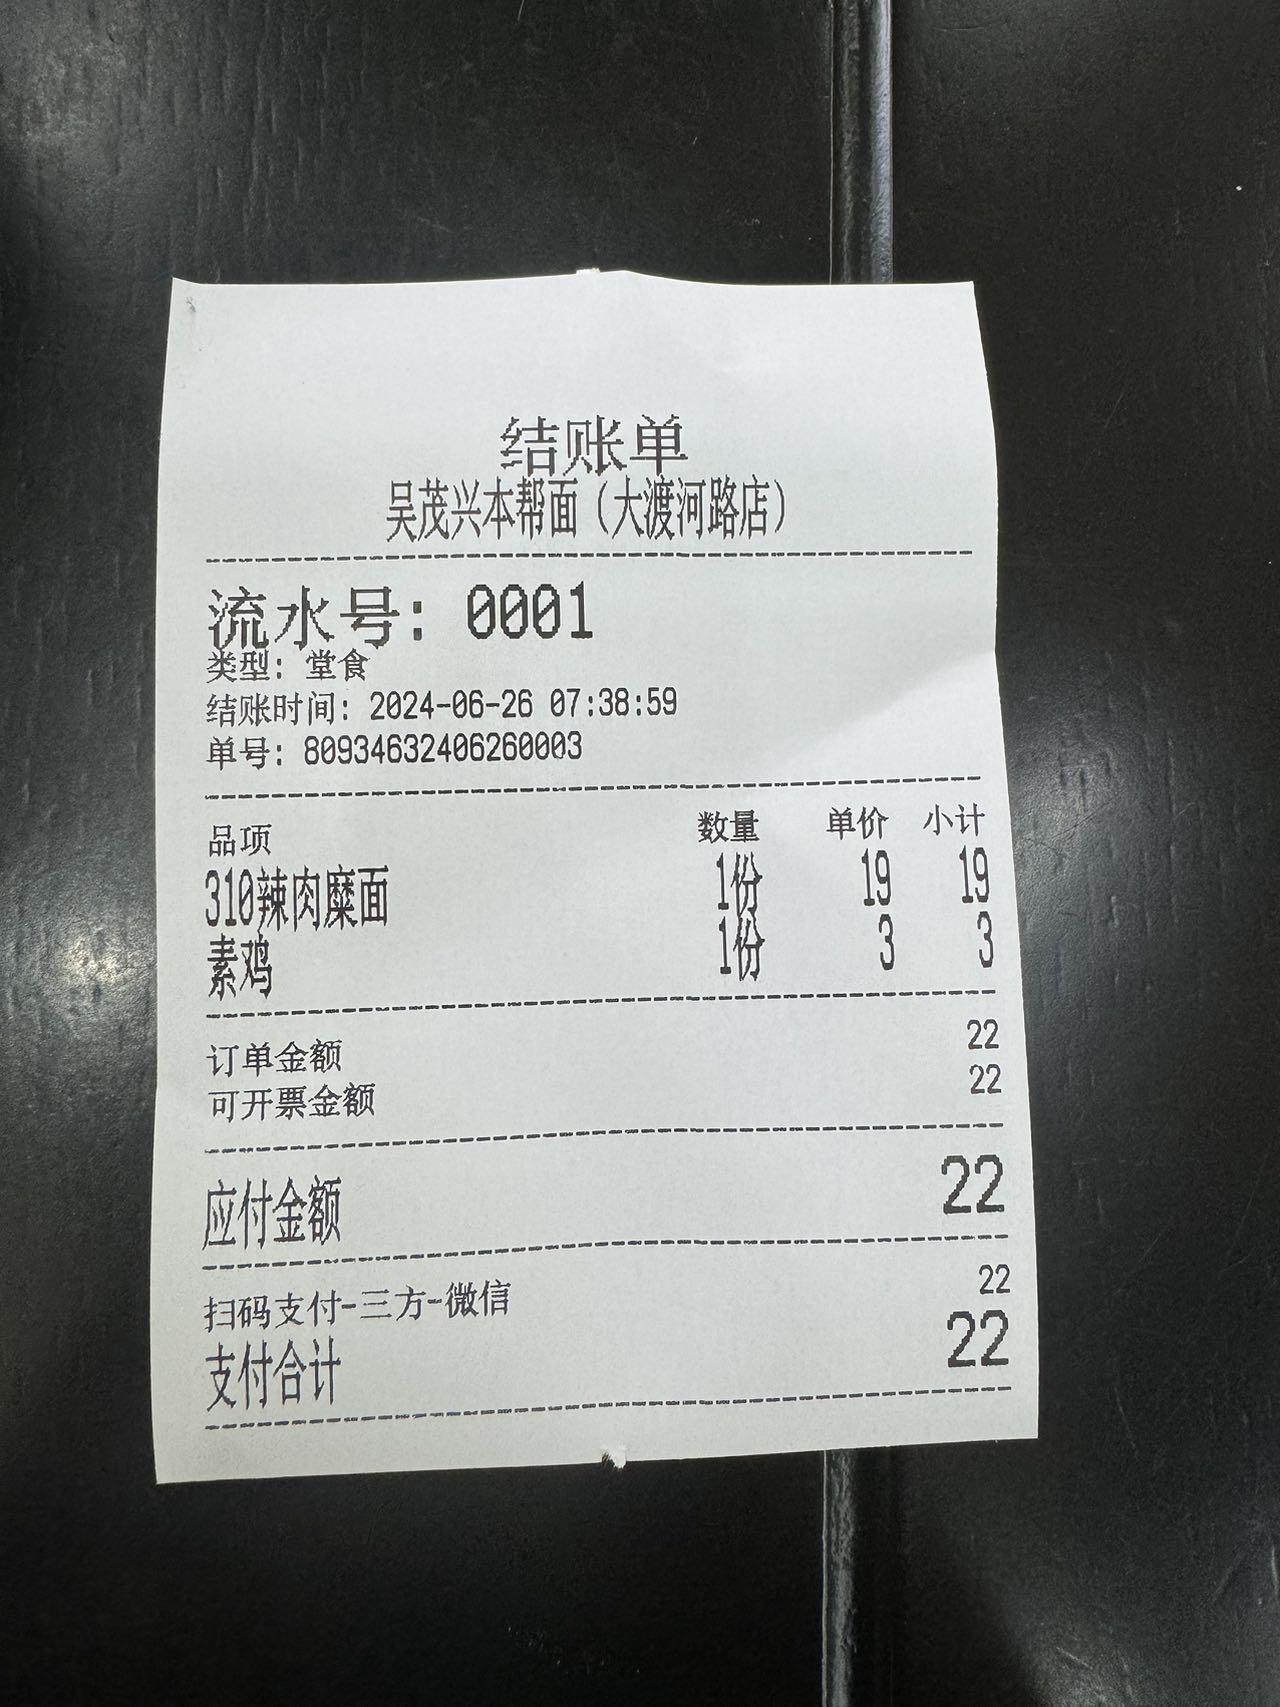 结账单
吴茂兴本帮面（大渡河路店）
流水号：0001
类型：堂食
结账时间：2024-06-26 07:38:59
单号：80934632406260003
品项 数量 单价 小计
310辣肉糜面 1份 19 19
素鸡 1份 3 3
订单金额 22
可开票金额 22
应付金额 22
扫码支付-三方-微信 22
支付合计 22